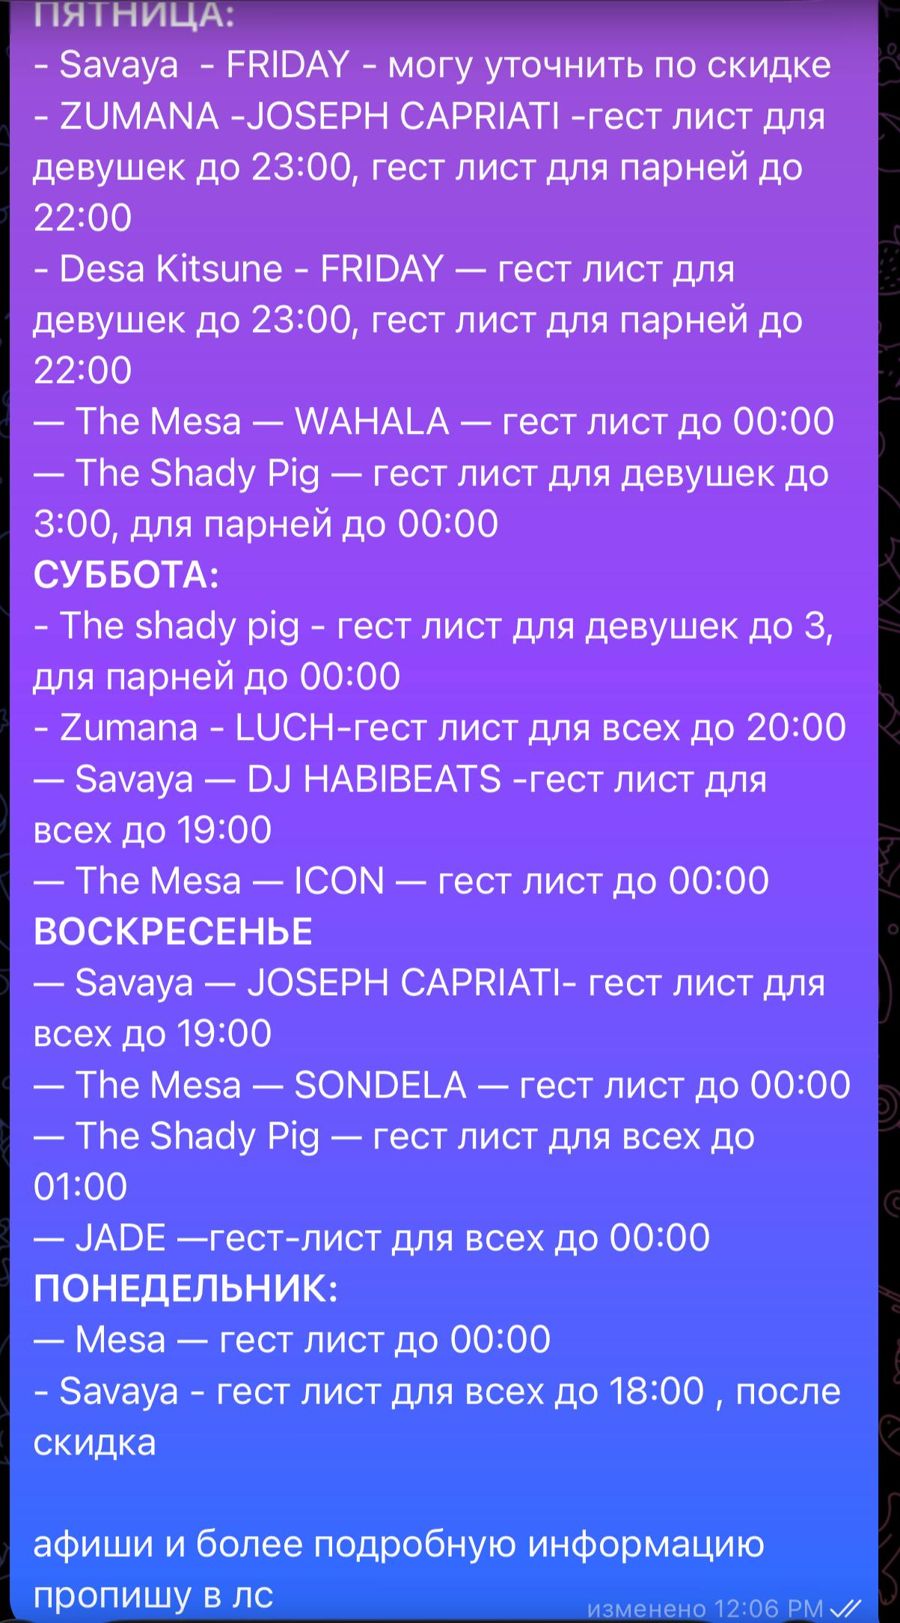 ПЯТНИЦА:
- Savaya  - FRIDAY - могу уточнить по скидке
- ZUMANA -JOSEPH CAPRIATI -гест лист для
девушек до 23:00, гест лист для парней до
22:00
- Desa Kitsune - FRIDAY — гест лист для
девушек до 23:00, гест лист для парней до
22:00
— The Mesa — WAHALA — гест лист до 00:00
— The Shady Pig — гест лист для девушек до
3:00, для парней до 00:00
СУББОТА:
- The shady pig - гест лист для девушек до 3,
для парней до 00:00
- Zumana - LUCH-гест лист для всех до 20:00
— Savaya — DJ HABIBEATS -гест лист для
всех до 19:00
— The Mesa — ICON — гест лист до 00:00
ВОСКРЕСЕНЬЕ
— Savaya — JOSEPH CAPRIATI- гест лист для
всех до 19:00
— The Mesa — SONDELA — гест лист до 00:00
— The Shady Pig — гест лист для всех до
01:00
— JADE —гест-лист для всех до 00:00
ПОНЕДЕЛЬНИК:
— Mesa — гест лист до 00:00
- Savaya - гест лист для всех до 18:00 , после
скидка
афиши и более подробную информацию
пропишу в лс
изменено 12:06 PM